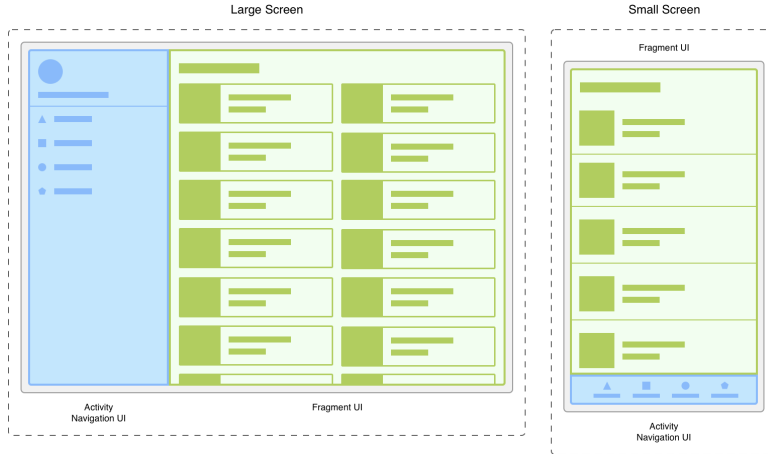 Large Screen
Activity
Navigation UI
Fragment UI
Small Screen
Fragment UI
Activity
Navigation UI